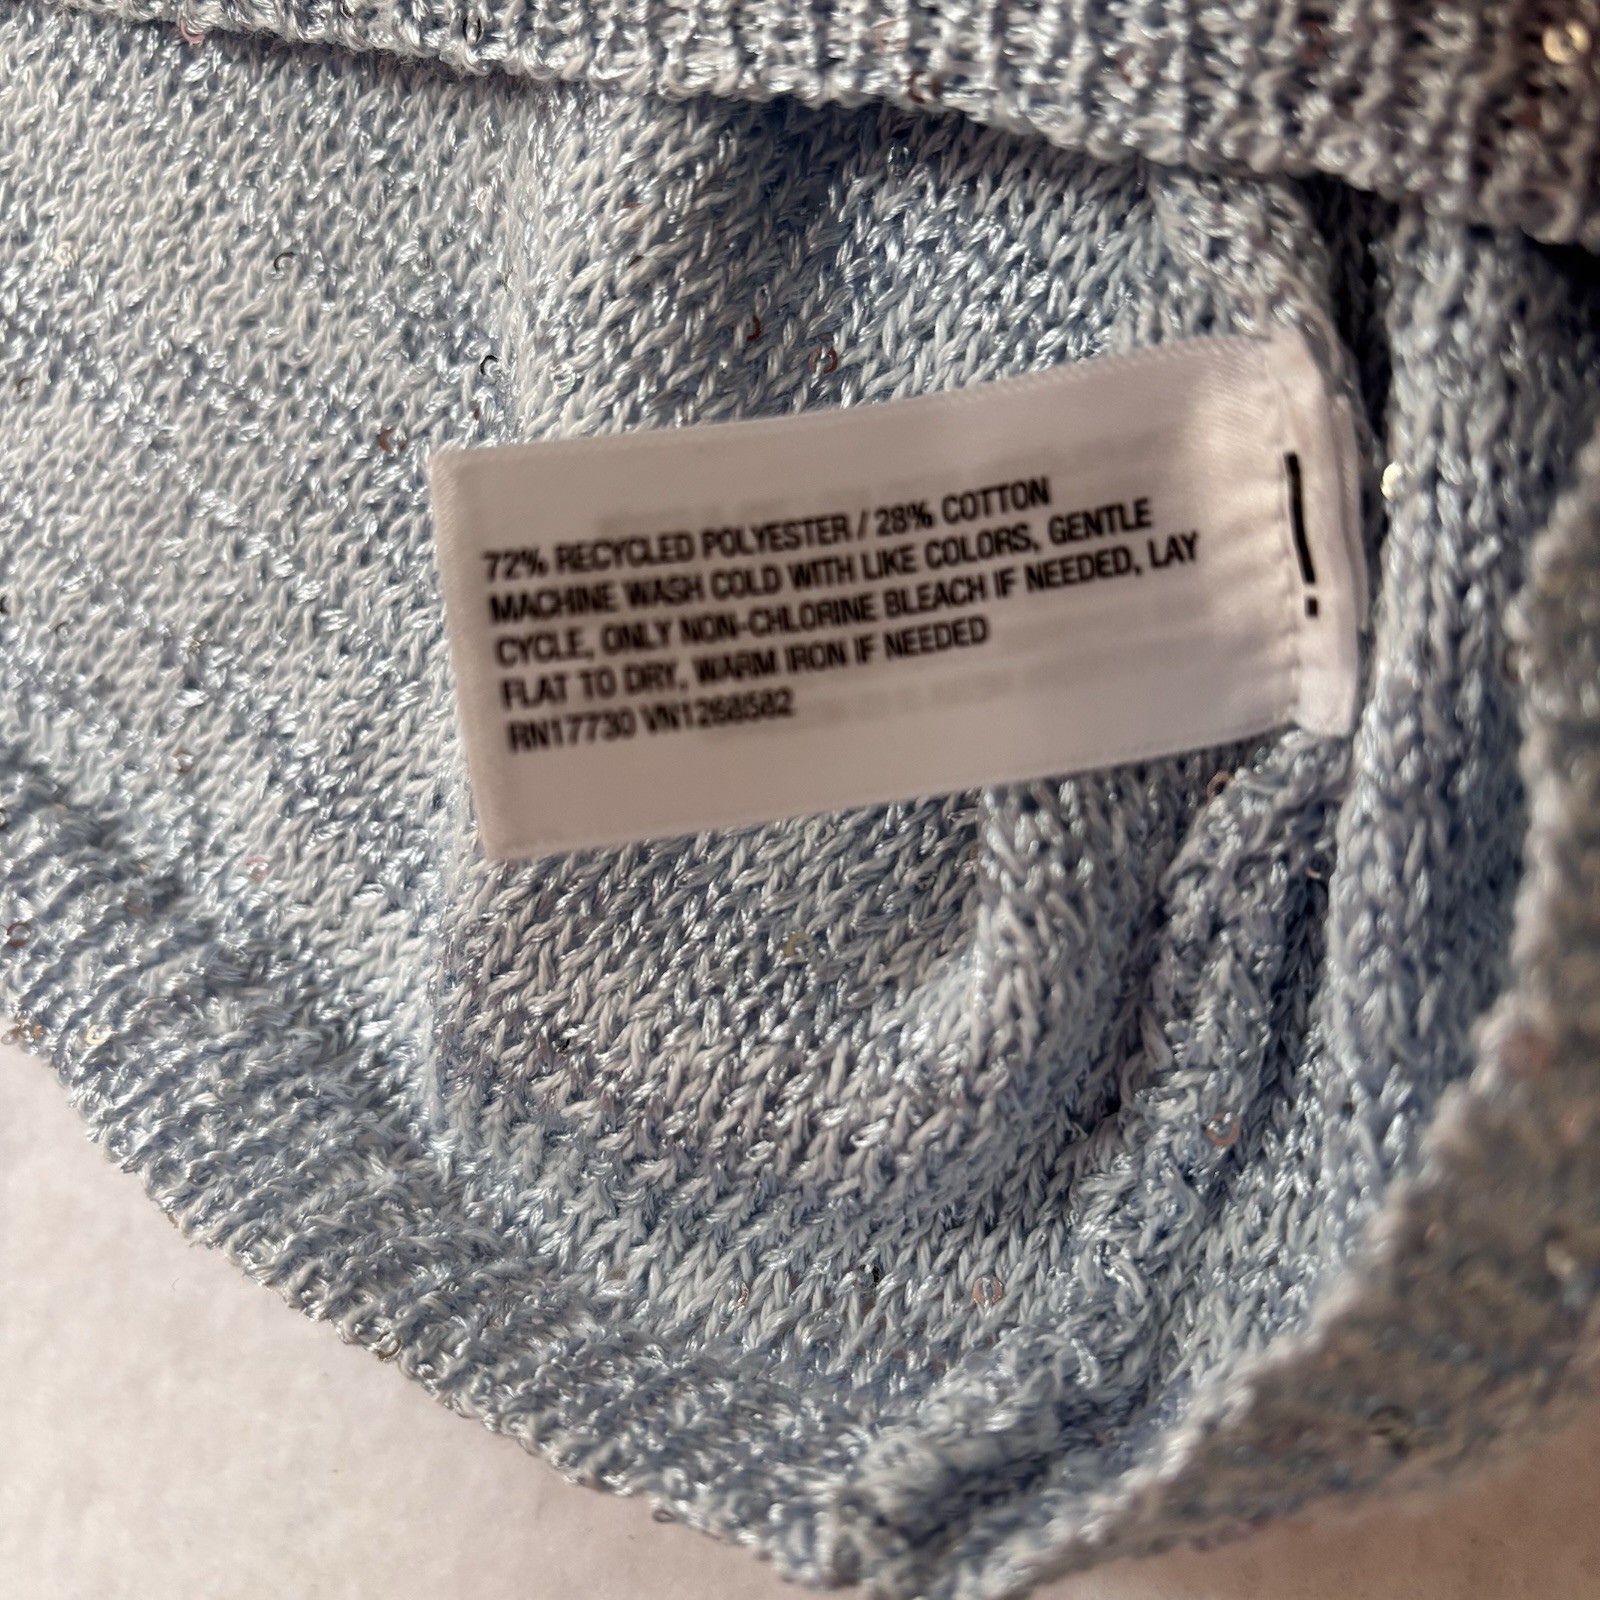 72% RECYCLED POLYESTER / 28% COTTON
MACHINE WASH COLD WITH LIKE COLORS, GENTLE
CYCLE, ONLY NON-CHLORINE BLEACH IF NEEDED, LAY
FLAT TO DRY, WARM IRON IF NEEDED
RN17730 VN1268582